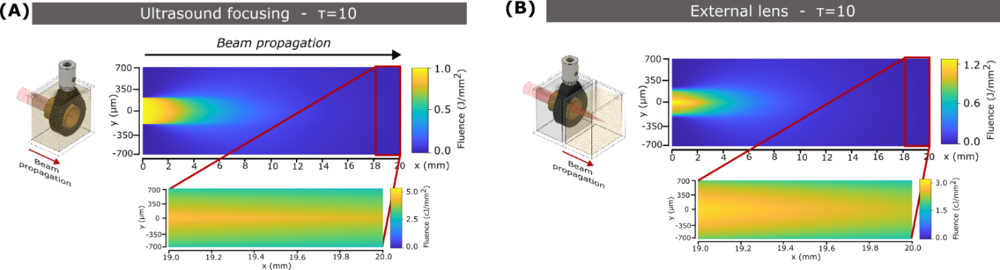 (A)
Ultrasound focusing - τ=10
Beam propagation
700
350
0
-350
-700
y (µm)
0 2 4 6 8 10 12 14 16 18 20
x (mm)
1.0
0.5
0.0
Fluence (J/mm²)
Beam
propagation
700
350
0
-350
-700
y (µm)
19.0 19.2 19.4 19.6 19.8 20.0
x (mm)
5.0
2.5
0.0
Fluence (cJ/mm²)
(B)
External lens - τ=10
700
350
0
-350
-700
y (µm)
0 2 4 6 8 10 12 14 16 18 20
x (mm)
1.2
0.6
0.0
Fluence (J/mm²)
Beam
propagation
700
350
0
-350
-700
y (µm)
19.0 19.2 19.4 19.6 19.8 20.0
x (mm)
3.0
1.5
0.0
Fluence (cJ/mm²)